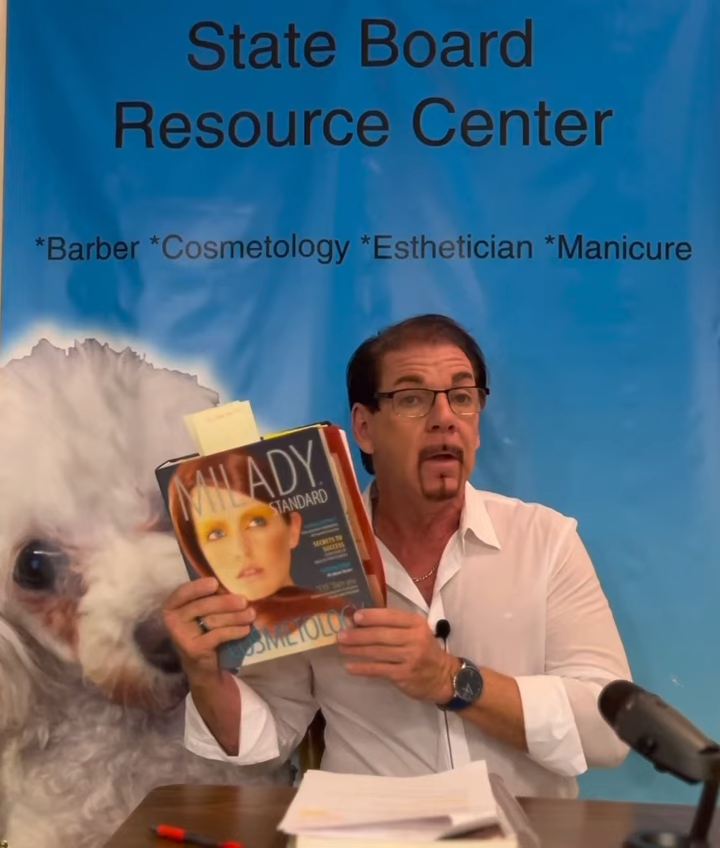 State Board
Resource Center
*Barber *Cosmetology *Esthetician *Manicure
MILADY
STANDARD
SECRETS TO
SUCCESS
COSMETOLOGY